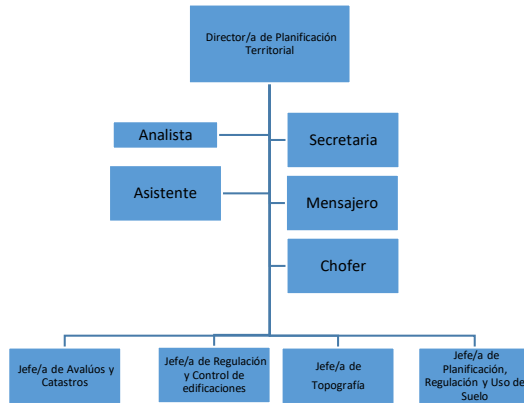 Director/a de Planificación
Territorial
Analista
Secretaria
Asistente
Mensajero
Chofer
Jefe/a de Avalúos y
Catastros
Jefe/a de Regulación
y Control de
edificaciones
Jefe/a de
Topografía
Jefe/a de
Planificación,
Regulación y Uso de
Suelo